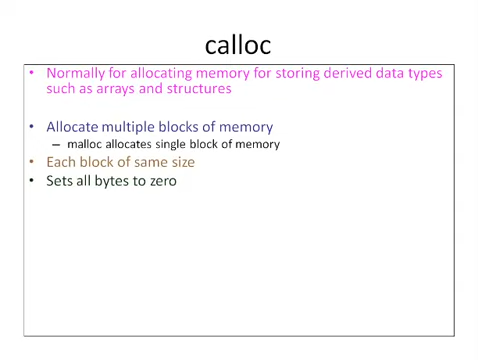 calloc
• Normally for allocating memory for storing derived data types
such as arrays and structures
• Allocate multiple blocks of memory
– malloc allocates single block of memory
• Each block of same size
• Sets all bytes to zero